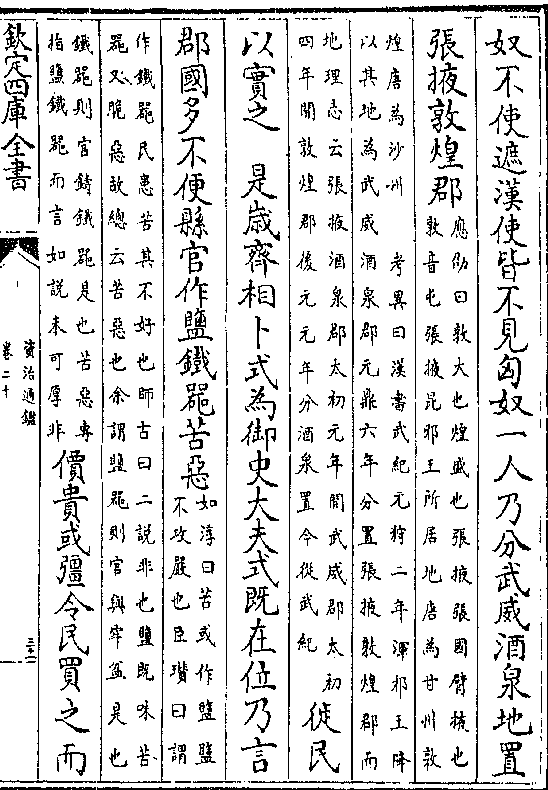 奴不使遮漢使皆不見匈奴一人乃分武威酒泉地置
張掖敦煌郡
應劭曰敦大也煌盛也張掖張國臂掖也
敦音屯張掖昆邪王所居地唐為甘州敦
煌唐為沙州 考異曰漢書武紀元狩二年渾邪王降
以其地為武威 酒泉郡元鼎六年分置張掖敦煌郡而
地理志云張掖酒泉郡太初元年開武威郡太初
四年開敦煌郡後元元年分酒泉置今從武紀
徙民
以實之 是歲齊相卜式為御史大夫式既在位乃言
郡國多不便縣官作鹽鐵器苦惡
如淳曰苦或作盬盬
不攻嚴也臣瓚曰謂
作鐵器民患苦其不好也師古曰二說非也鹽既味苦
器又脆惡故總云苦惡也余謂鹽器則官與牢盆是也
鐵器則官鑄鐵器是也苦惡專
指鹽鐵器而言如說未可厚非
價貴或彊令民買之而
欽定四庫全書
資治通鑑
卷二十